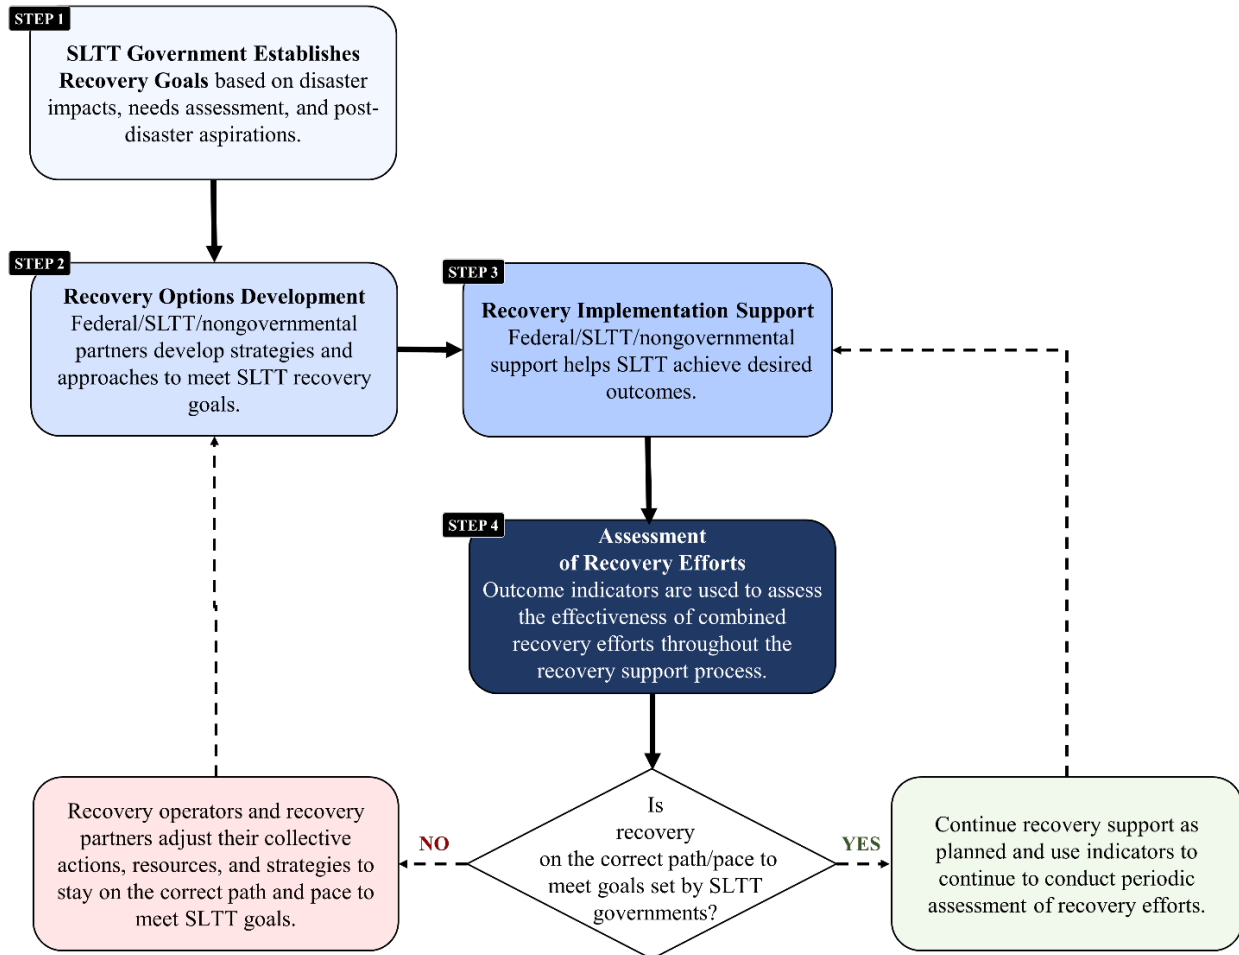 STEP 1
SLTT Government Establishes
Recovery Goals based on disaster
impacts, needs assessment, and post-
disaster aspirations.
STEP 2
Recovery Options Development
Federal/SLTT/nongovernmental
partners develop strategies and
approaches to meet SLTT recovery
goals.
STEP 3
Recovery Implementation Support
Federal/SLTT/nongovernmental
support helps SLTT achieve desired
outcomes.
STEP 4
Assessment
of Recovery Efforts
Outcome indicators are used to assess
the effectiveness of combined
recovery efforts throughout the
recovery support process.
Is
recovery
on the correct path/pace to
meet goals set by SLTT
governments?
NO
Recovery operators and recovery
partners adjust their collective
actions, resources, and strategies to
stay on the correct path and pace to
meet SLTT goals.
YES
Continue recovery support as
planned and use indicators to
continue to conduct periodic
assessment of recovery efforts.